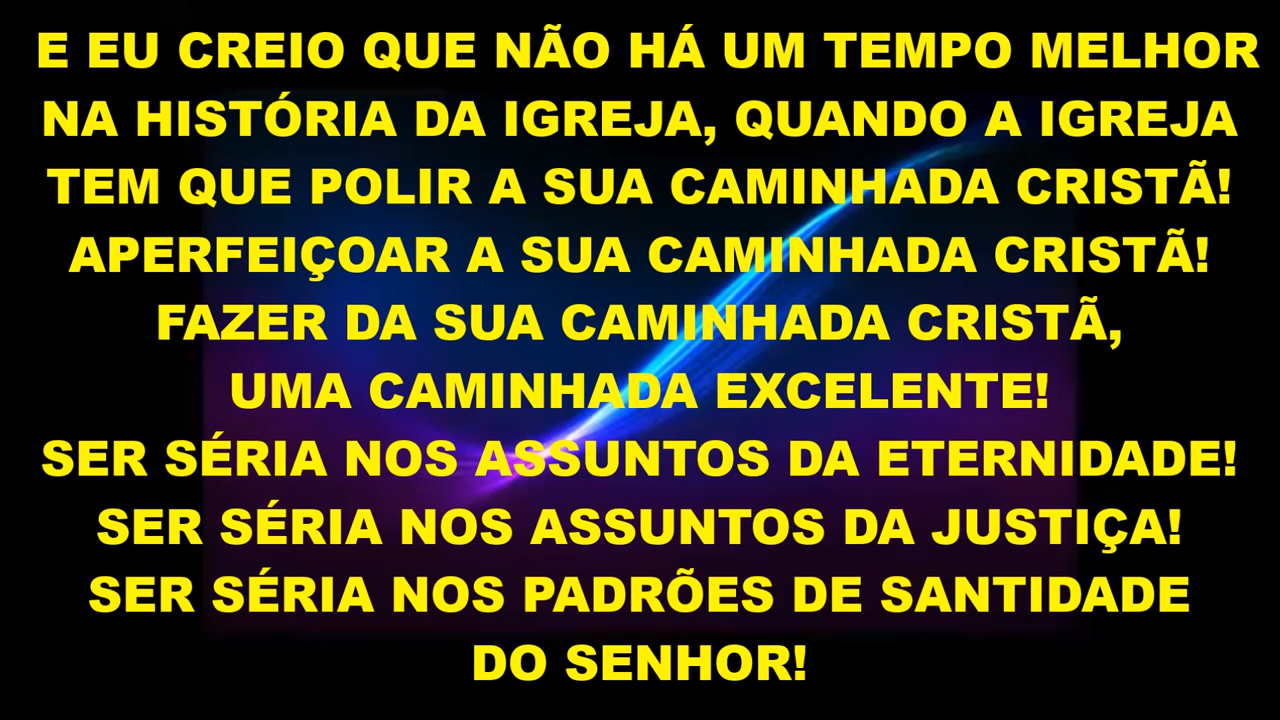 E EU CREIO QUE NÃO HÁ UM TEMPO MELHOR
NA HISTÓRIA DA IGREJA, QUANDO A IGREJA
TEM QUE POLIR A SUA CAMINHADA CRISTÃ!
APERFEIÇOAR A SUA CAMINHADA CRISTÃ!
FAZER DA SUA CAMINHADA CRISTÃ,
UMA CAMINHADA EXCELENTE!
SER SÉRIA NOS ASSUNTOS DA ETERNIDADE!
SER SÉRIA NOS ASSUNTOS DA JUSTIÇA!
SER SÉRIA NOS PADRÕES DE SANTIDADE
DO SENHOR!